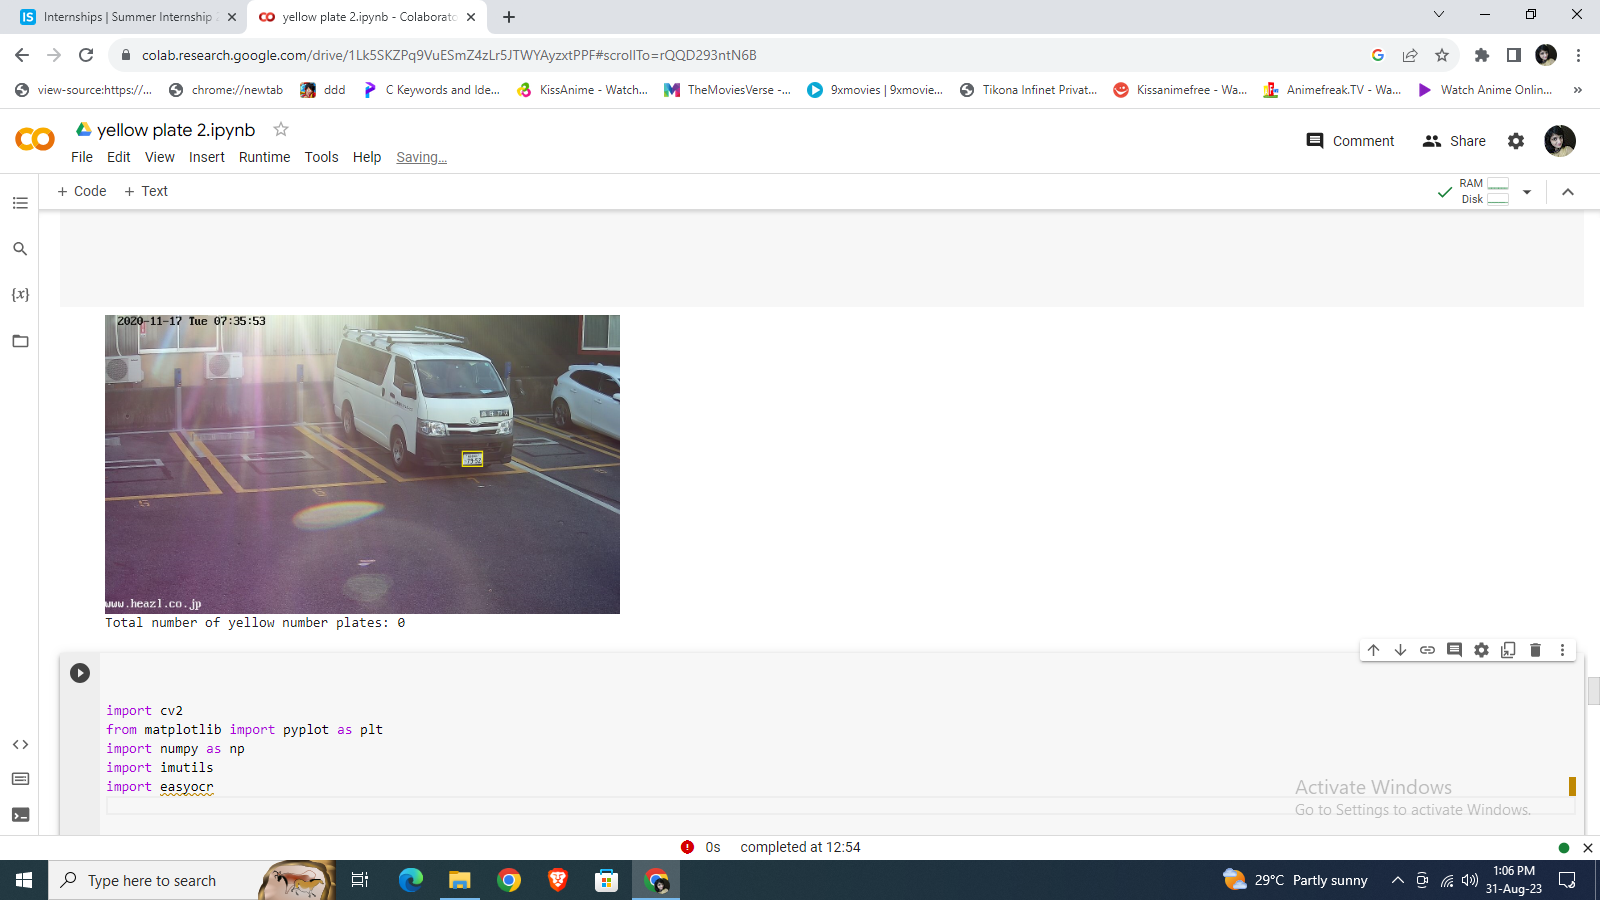 Internships | Summer Internship
yellow plate 2.ipynb - Colaborato
colab.research.google.com/drive/1Lk5SKZPq9VuESmZ4zLr5JTWYAyzxtPPF#scrollTo=rQQD293ntN6B
view-source:https://...
chrome://newtab
ddd
C Keywords and Ide...
KissAnime - Watch...
TheMoviesVerse -...
9xmovies | 9xmovie...
Tikona Infinet Privat...
Kissanimefree - Wa...
Animefreak.TV - Wa...
Watch Anime Onlin...
»
yellow plate 2.ipynb
File Edit View Insert Runtime Tools Help Saving...
Comment
Share
+ Code + Text
RAM
Disk
{x}
2020-11-17 Tue 07:35:53
www.heazl.co.jp
Total number of yellow number plates: 0
import cv2
from matplotlib import pyplot as plt
import numpy as np
import imutils
import easyocr
Activate Windows
Go to Settings to activate Windows.
0s completed at 12:54
Type here to search
29°C Partly sunny
1:06 PM
31-Aug-23